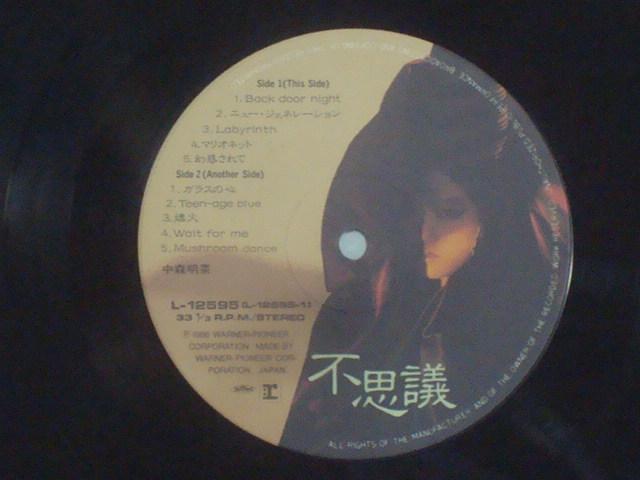 Side 1 (This Side)
1. Back door night
2. ニュー・ジェネレーション
3. Labyrinth
4. マリオネット
5. 幻惑されて
Side 2 (Another Side)
1. ガラスの心
2. Teen-age blue
3. 燠火
4. Wait for me
5. Mushroom dance
中森明菜
L-12595 (L-12595-1)
33 1/3 R.P.M./STEREO
Ⓟ 1986 WARNER-PIONEER
CORPORATION MADE BY
WARNER-PIONEER COR-
PORATION, JAPAN.
不思議
ALL RIGHTS OF THE MANUFACTURER AND OF THE OWNER OF THE RECORDED WORK RESERVED